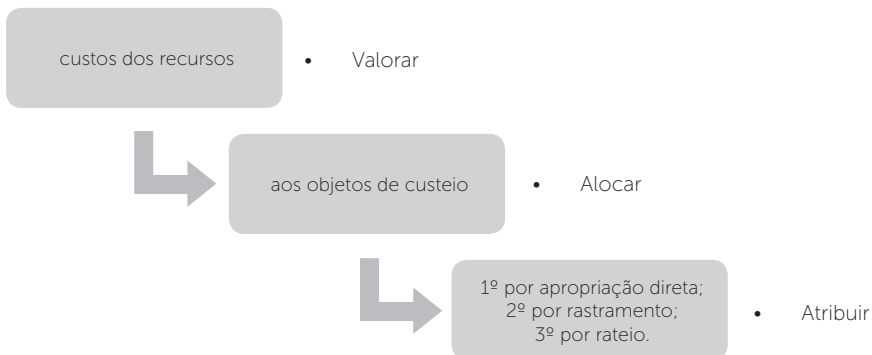 custos dos recursos • Valorar
aos objetos de custeio • Alocar
1º por apropriação direta;
2º por rastramento; • Atribuir
3º por rateio.